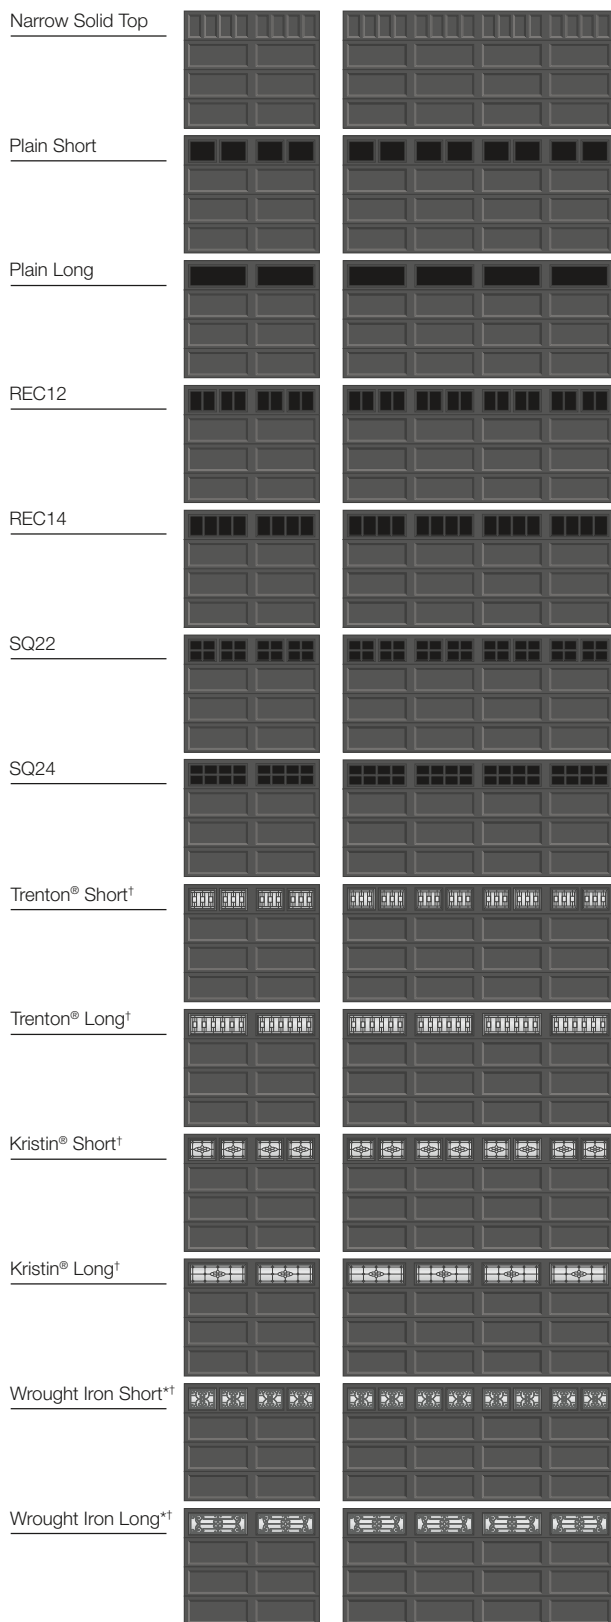 Narrow Solid Top
Plain Short
Plain Long
REC12
REC14
SQ22
SQ24
Trenton® Short†
Trenton® Long†
Kristin® Short†
Kristin® Long†
Wrought Iron Short*†
Wrought Iron Long*†